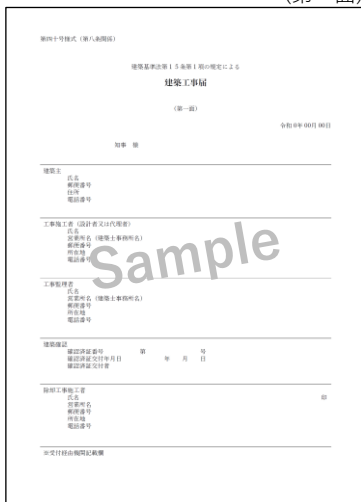 (第一面)
第四十号様式（第八条関係）
建築基準法第１５条第１項の規定による
建築工事届
（第一面）
令和 0年 00月 00日
知事　様
建築主
氏名
郵便番号
住所
電話番号
工事施工者（設計者又は代理者）
氏名
営業所名（建築士事務所名）
郵便番号
所在地
電話番号
工事監理者
氏名
営業所名（建築士事務所名）
郵便番号
所在地
電話番号
建築確認
確認済証番号　第　号
確認済証交付年月日　年　月　日
確認済証交付者
除却工事施工者
氏名　印
営業所名
郵便番号
所在地
電話番号
※受付経由機関記載欄
Sample